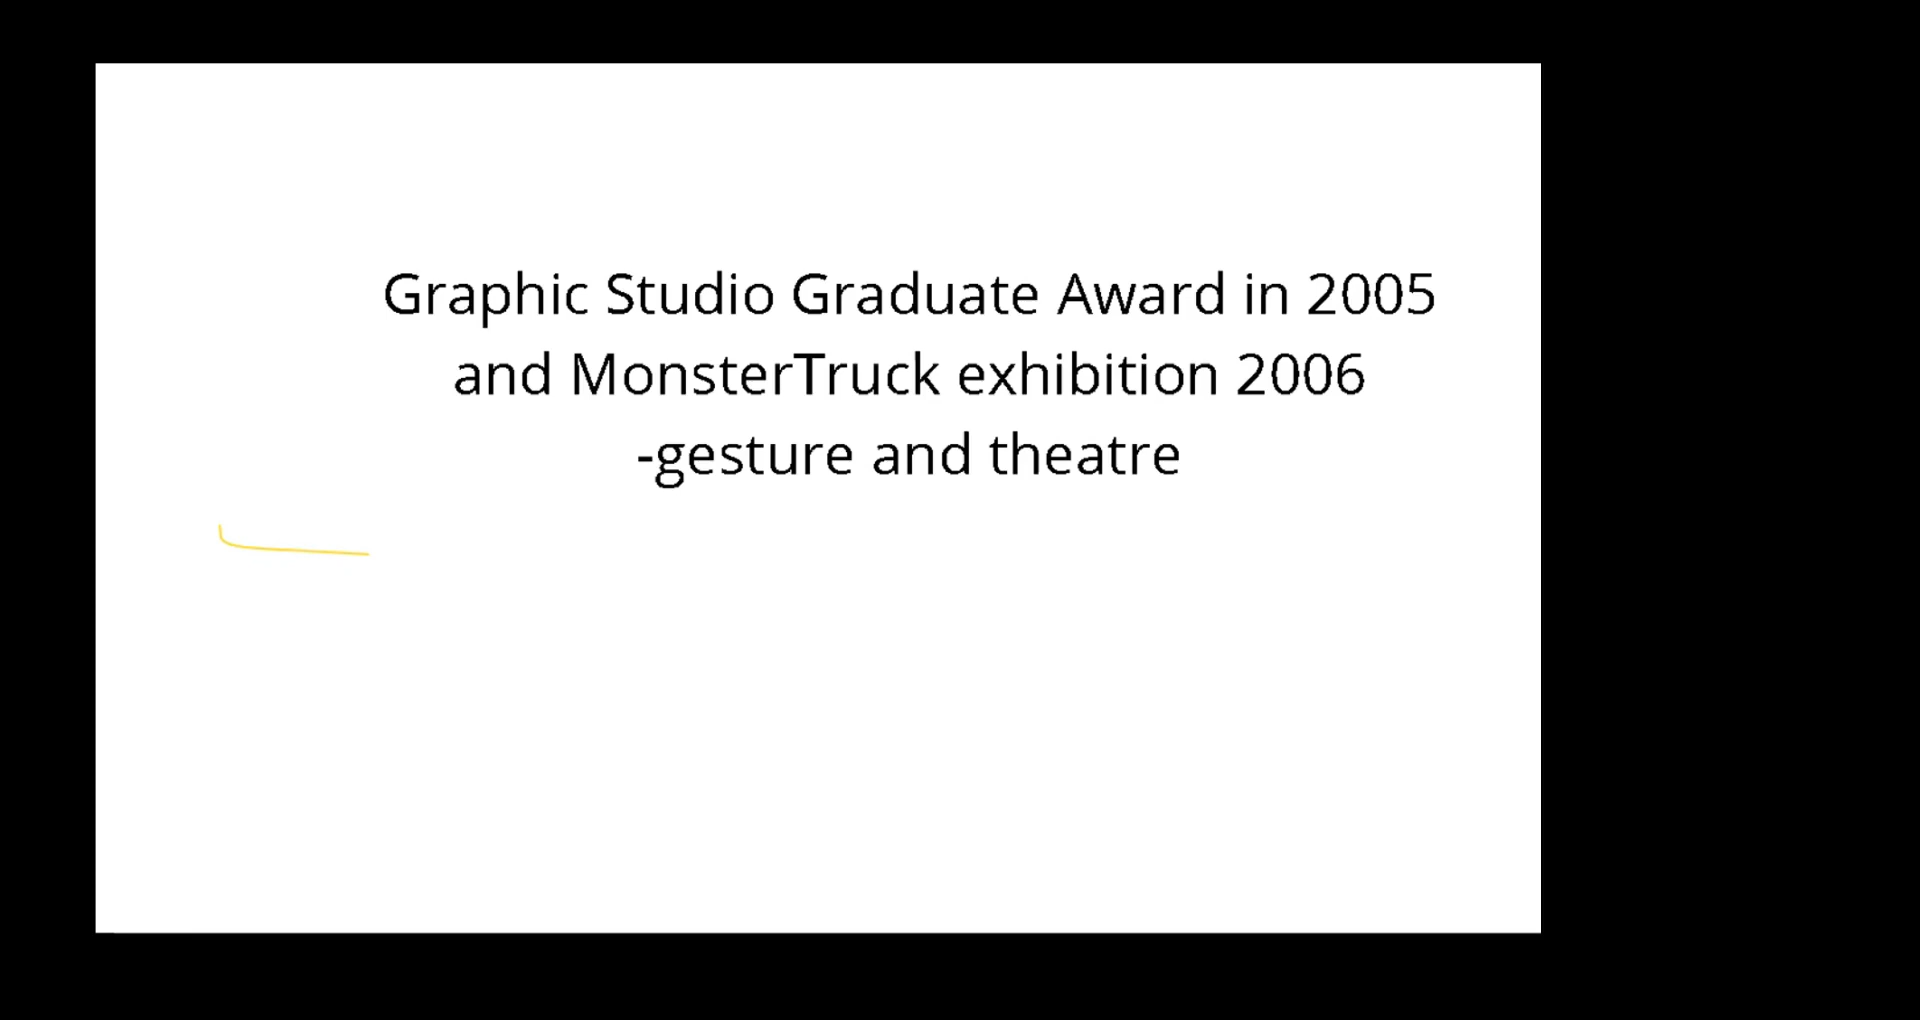 Graphic Studio Graduate Award in 2005
and MonsterTruck exhibition 2006
-gesture and theatre